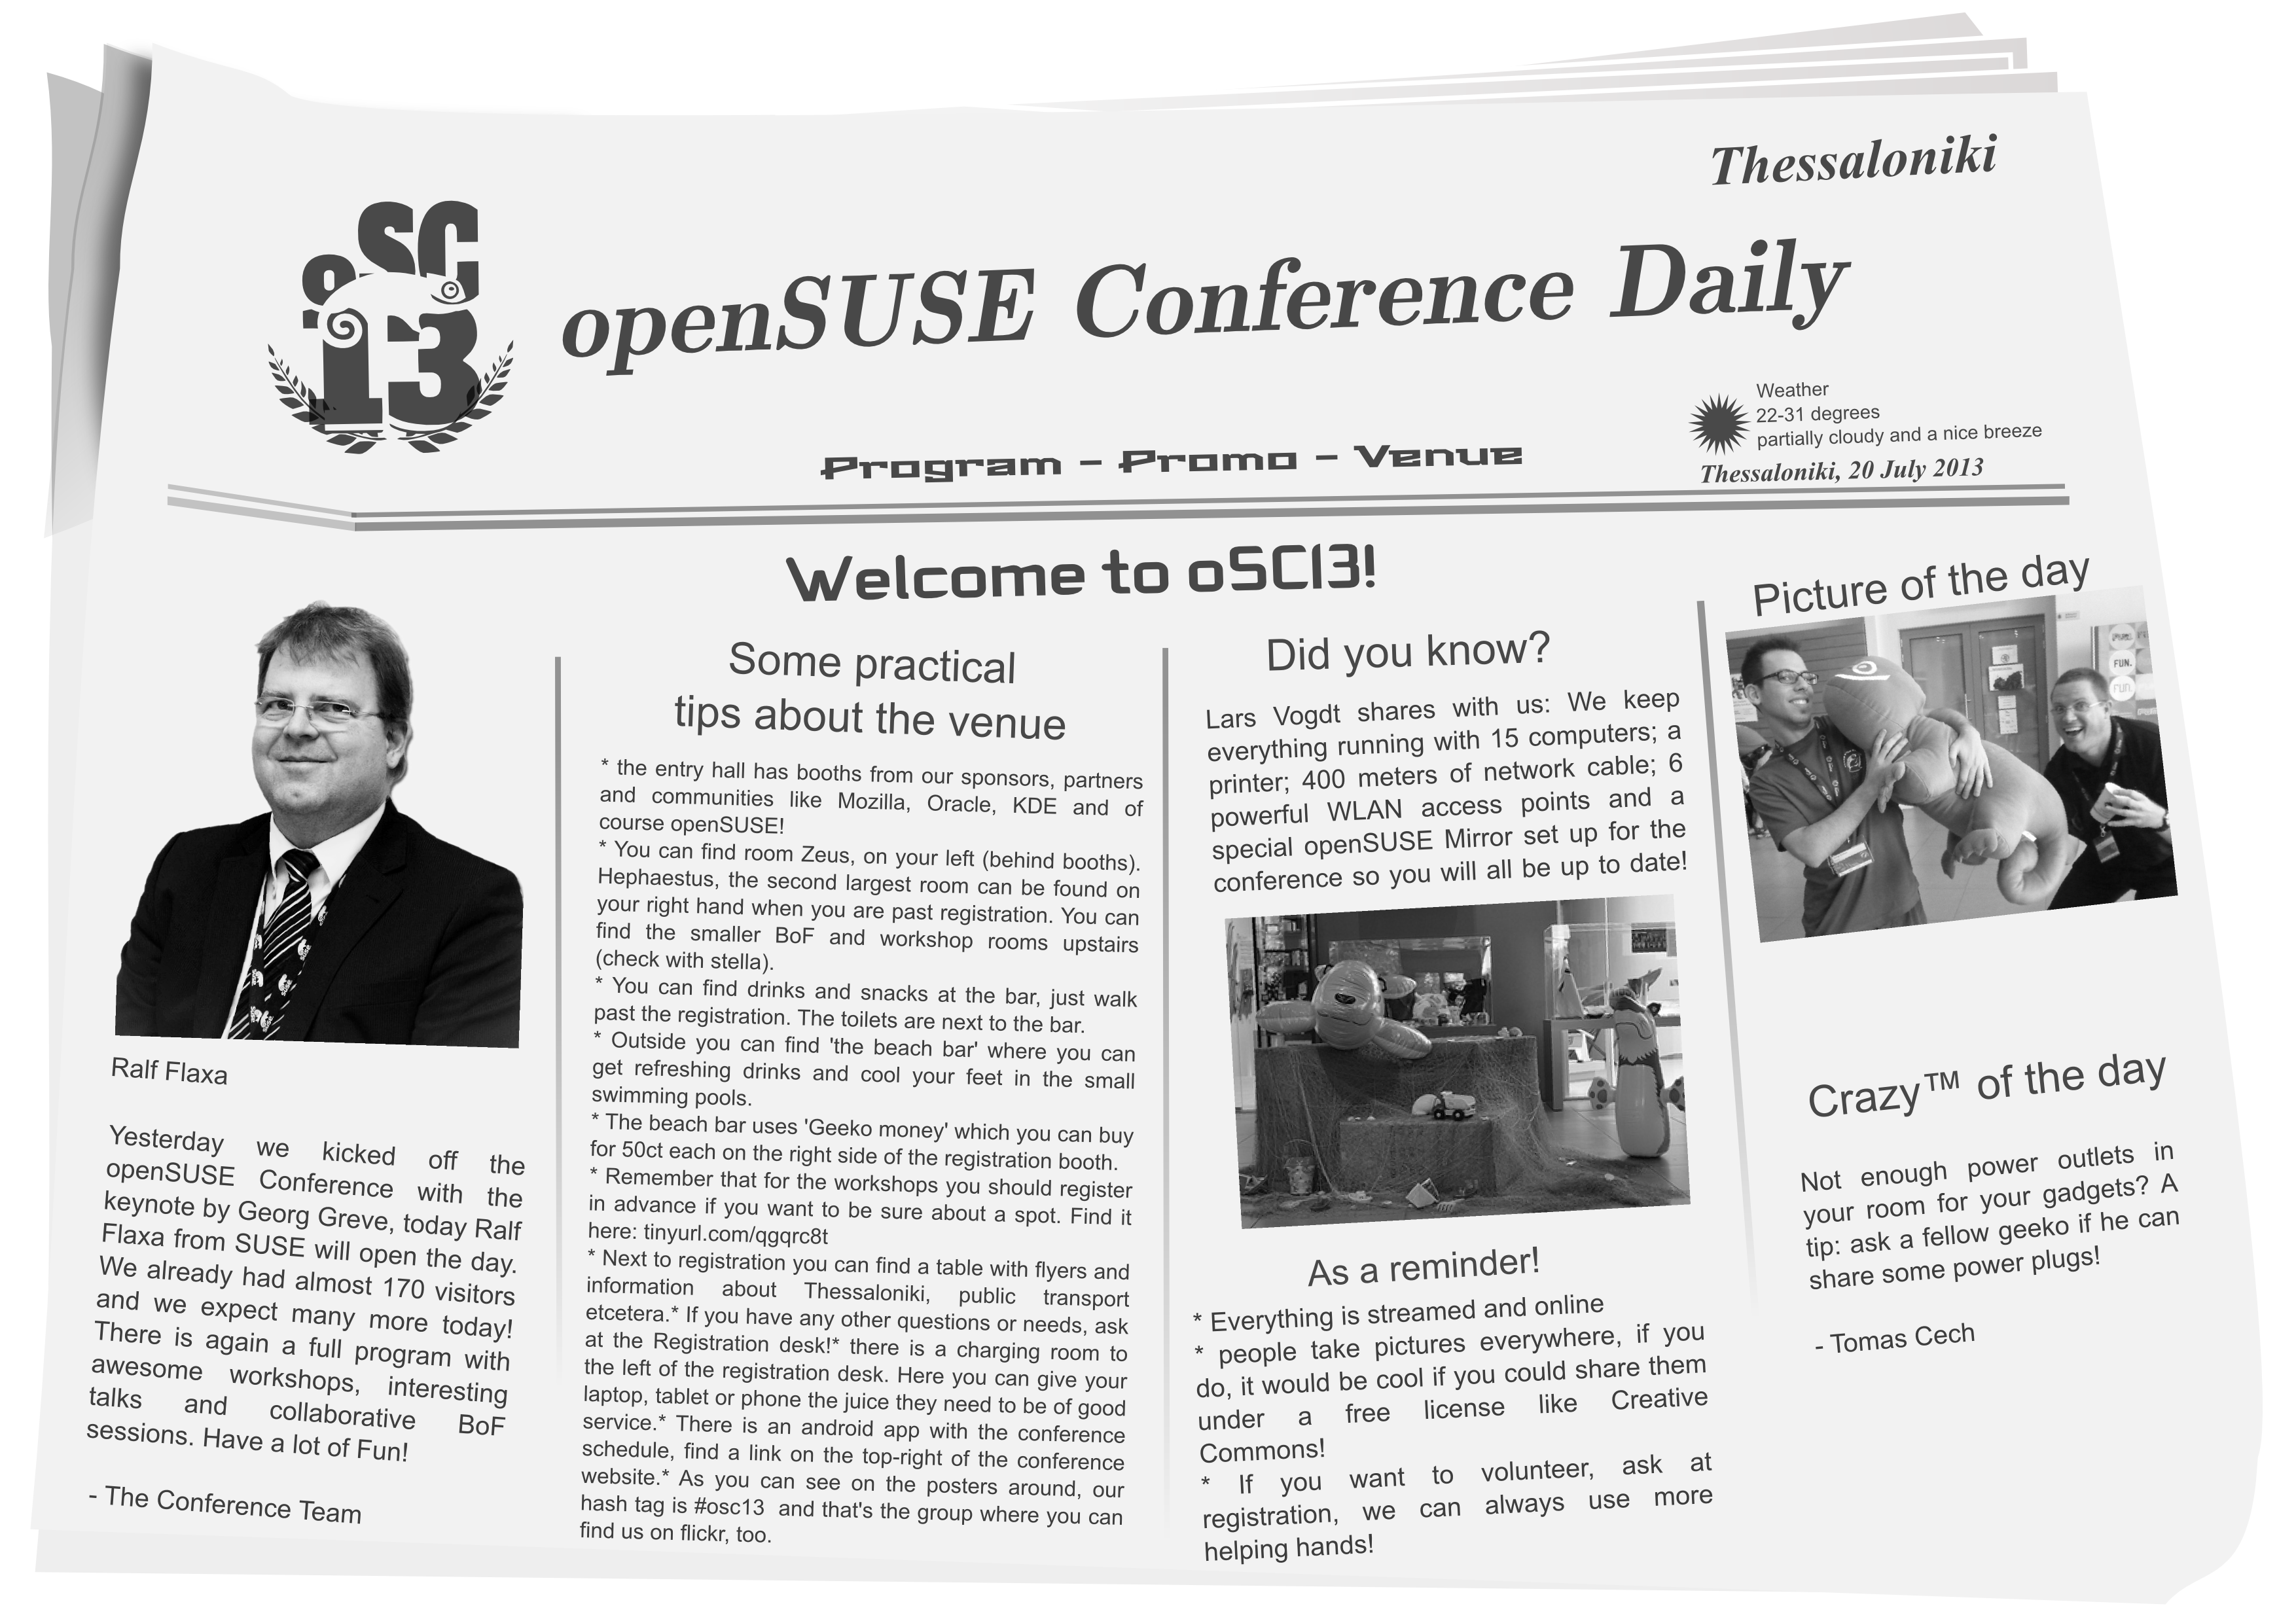 Thessaloniki
oSC
13
openSUSE Conference Daily
Weather
22-31 degrees
partially cloudy and a nice breeze
Program - Promo - Venue
Thessaloniki, 20 July 2013
Welcome to oSC13!
Ralf Flaxa
Yesterday we kicked off the
openSUSE Conference with the
keynote by Georg Greve, today Ralf
Flaxa from SUSE will open the day.
We already had almost 170 visitors
and we expect many more today!
There is again a full program with
awesome workshops, interesting
talks and collaborative BoF
sessions. Have a lot of Fun!
- The Conference Team
Some practical
tips about the venue
* the entry hall has booths from our sponsors, partners
and communities like Mozilla, Oracle, KDE and of
course openSUSE!
* You can find room Zeus, on your left (behind booths).
Hephaestus, the second largest room can be found on
your right hand when you are past registration. You can
find the smaller BoF and workshop rooms upstairs
(check with stella).
* You can find drinks and snacks at the bar, just walk
past the registration. The toilets are next to the bar.
* Outside you can find 'the beach bar' where you can
get refreshing drinks and cool your feet in the small
swimming pools.
* The beach bar uses 'Geeko money' which you can buy
for 50ct each on the right side of the registration booth.
* Remember that for the workshops you should register
in advance if you want to be sure about a spot. Find it
here: tinyurl.com/qgqrc8t
* Next to registration you can find a table with flyers and
information about Thessaloniki, public transport
etcetera.* If you have any other questions or needs, ask
at the Registration desk!* there is a charging room to
the left of the registration desk. Here you can give your
laptop, tablet or phone the juice they need to be of good
service.* There is an android app with the conference
schedule, find a link on the top-right of the conference
website.* As you can see on the posters around, our
hash tag is #osc13 and that's the group where you can
find us on flickr, too.
Did you know?
Lars Vogdt shares with us: We keep
everything running with 15 computers; a
printer; 400 meters of network cable; 6
powerful WLAN access points and a
special openSUSE Mirror set up for the
conference so you will all be up to date!
As a reminder!
* Everything is streamed and online
* people take pictures everywhere, if you
do, it would be cool if you could share them
under a free license like Creative
Commons!
* If you want to volunteer, ask at
registration, we can always use more
helping hands!
Picture of the day
FUN.
FUN.
FUN.
Crazy™ of the day
Not enough power outlets in
your room for your gadgets? A
tip: ask a fellow geeko if he can
share some power plugs!
- Tomas Cech